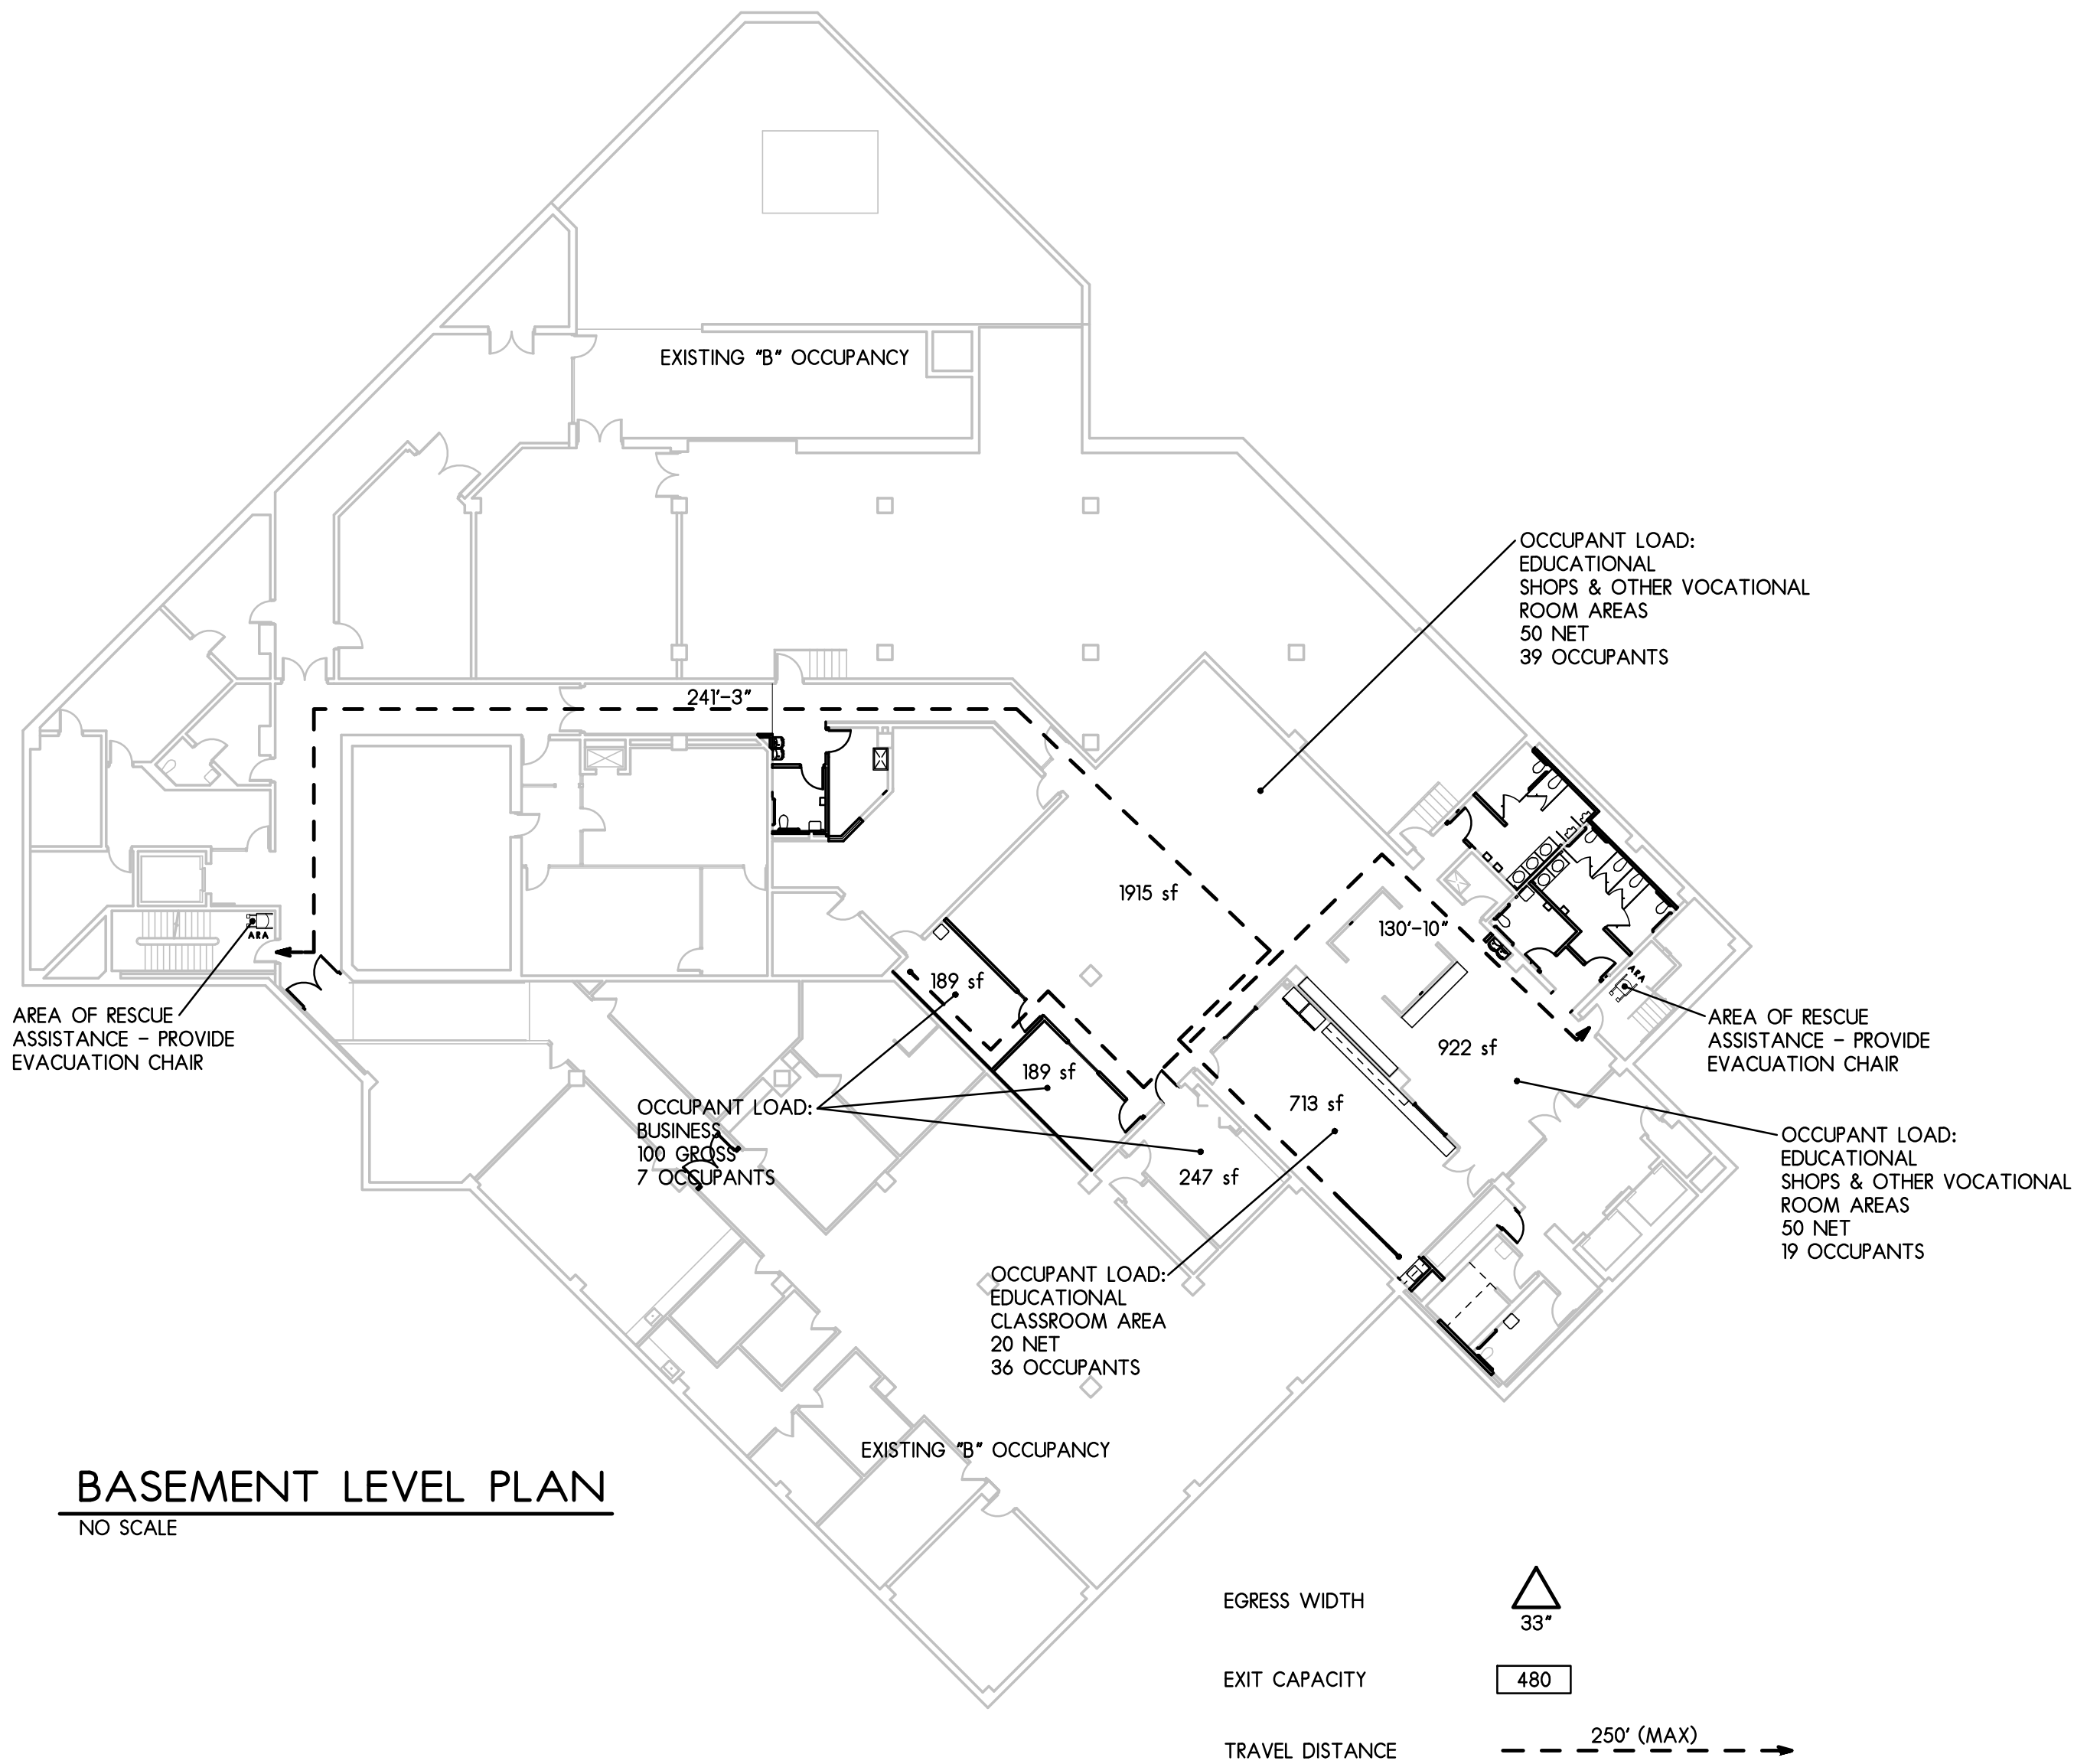 EXISTING "B" OCCUPANCY
OCCUPANT LOAD:
EDUCATIONAL
SHOPS & OTHER VOCATIONAL
ROOM AREAS
50 NET
39 OCCUPANTS
241'-3"
1915 sf
130'-10"
ARA
ARA
189 sf
AREA OF RESCUE
ASSISTANCE - PROVIDE
EVACUATION CHAIR
AREA OF RESCUE
ASSISTANCE - PROVIDE
EVACUATION CHAIR
922 sf
189 sf
713 sf
OCCUPANT LOAD:
BUSINESS
100 GROSS
7 OCCUPANTS
247 sf
OCCUPANT LOAD:
EDUCATIONAL
SHOPS & OTHER VOCATIONAL
ROOM AREAS
50 NET
19 OCCUPANTS
OCCUPANT LOAD:
EDUCATIONAL
CLASSROOM AREA
20 NET
36 OCCUPANTS
EXISTING "B" OCCUPANCY
BASEMENT LEVEL PLAN
NO SCALE
EGRESS WIDTH
33"
EXIT CAPACITY
480
TRAVEL DISTANCE
250' (MAX)